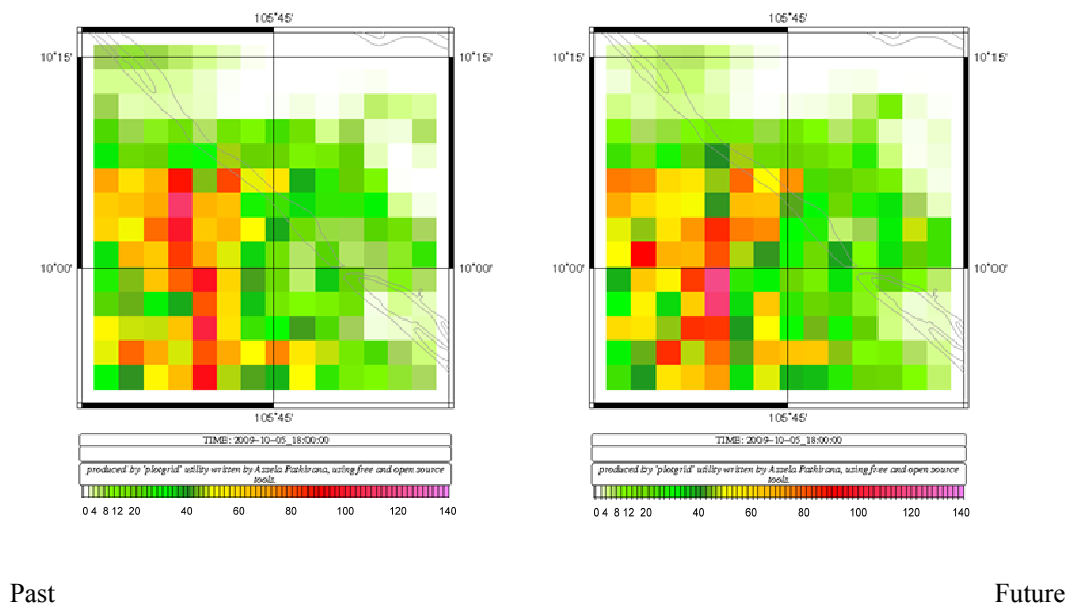 105°45' 105°45'
10°15' 10°15' 10°15' 10°15'
10°00' 10°00' 10°00' 10°00'
105°45' 105°45'
TIME: 2009-10-05_18:00:00 TIME: 2009-10-05_18:00:00
produced by 'plotgrid' utility written by Assela Pathirana, using free and open source produced by 'plotgrid' utility written by Assela Pathirana, using free and open source
tools. tools.
0 4 8 12 20 40 60 80 100 120 140 0 4 8 12 20 40 60 80 100 120 140
Past Future